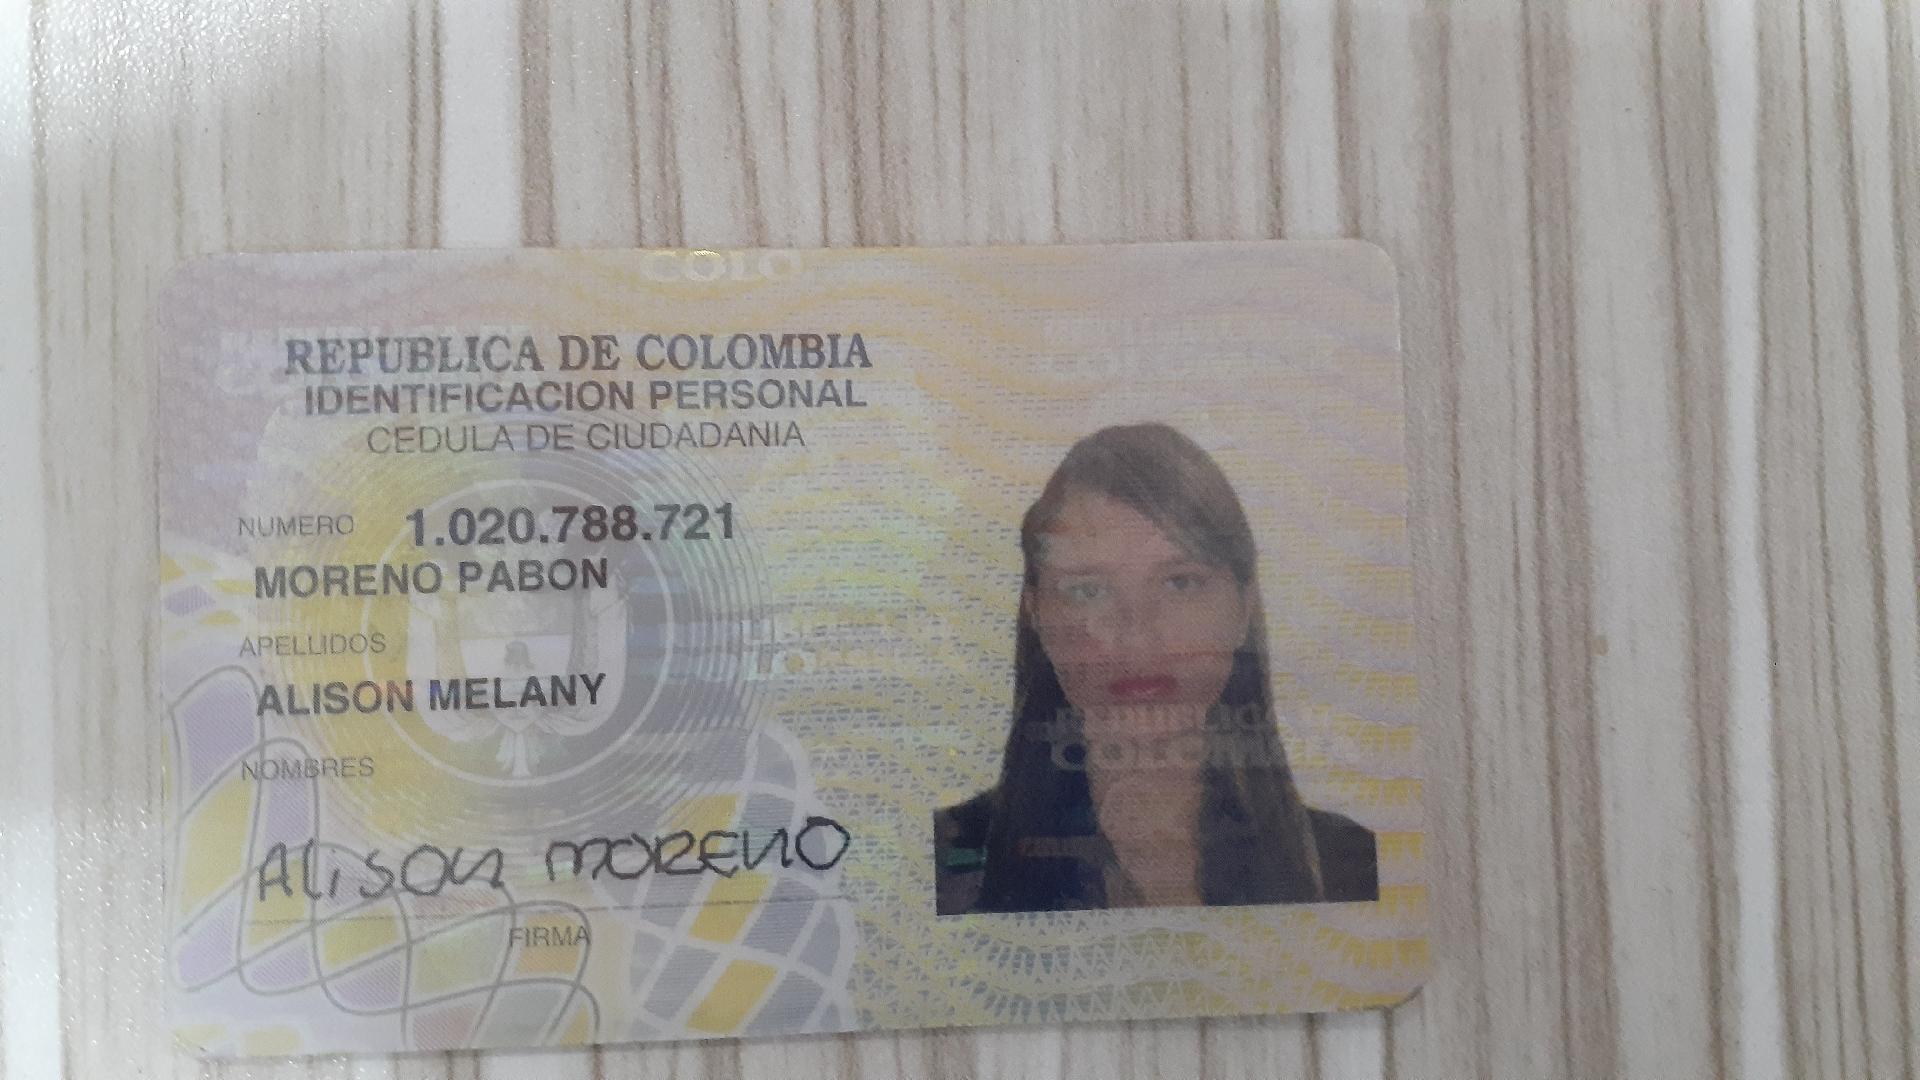 COLO
REPUBLICA DE COLOMBIA
IDENTIFICACION PERSONAL
CEDULA DE CIUDADANIA
NUMERO 1.020.788.721
MORENO PABON
APELLIDOS
ALISON MELANY
NOMBRES
ALISON MORENO
FIRMA